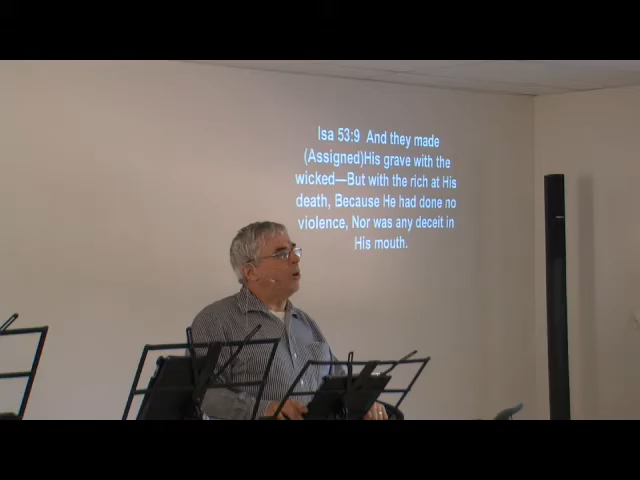 Isa 53:9 And they made
(Assigned)His grave with the
wicked—But with the rich at His
death, Because He had done no
violence, Nor was any deceit in
His mouth.